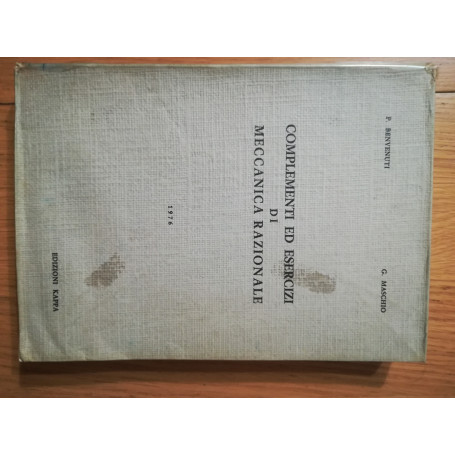 P. BENVENUTI
G. MASCHIO
COMPLEMENTI ED ESERCIZI
DI
MECCANICA RAZIONALE
1976
EDIZIONI KAPPA